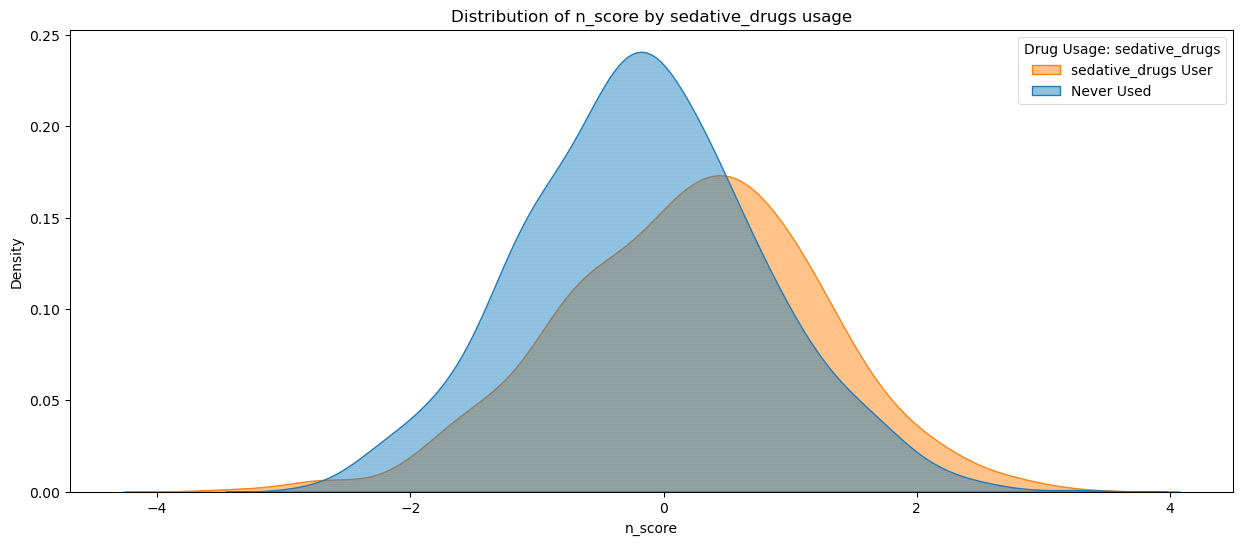 Distribution of n_score by sedative_drugs usage
0.25
0.20
0.15
0.10
0.05
0.00
Density
Drug Usage: sedative_drugs
sedative_drugs User
Never Used
−4
−2
0
2
4
n_score